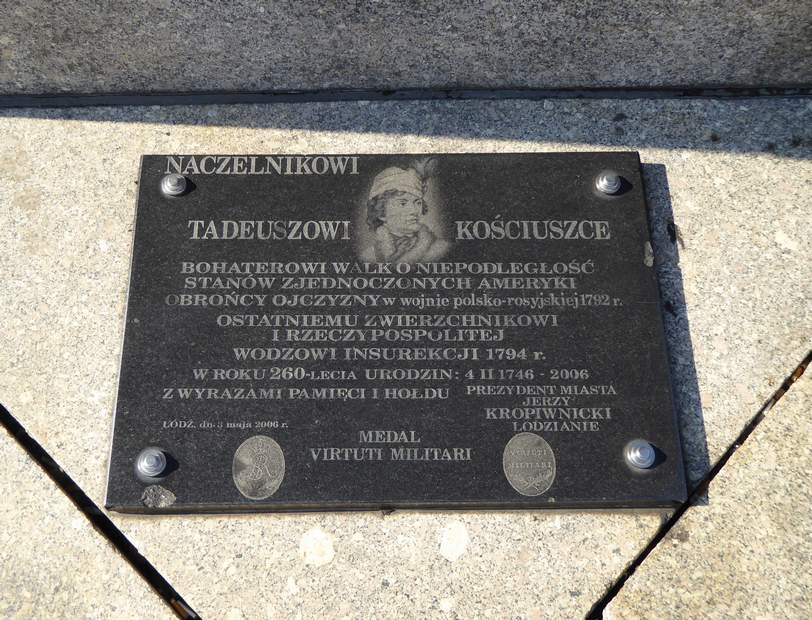 NACZELNIKOWI
TADEUSZOWI KOŚCIUSZCE
BOHATEROWI WALK O NIEPODLEGŁOŚĆ
STANÓW ZJEDNOCZONYCH AMERYKI
OBROŃCY OJCZYZNY w wojnie polsko-rosyjskiej 1792 r.
OSTATNIEMU ZWIERZCHNIKOWI
I RZECZYPOSPOLITEJ
WODZOWI INSUREKCJI 1794 r.
W ROKU 260-LECIA URODZIN: 4 II 1746 - 2006
Z WYRAZAMI PAMIĘCI I HOŁDU
PREZYDENT MIASTA
JERZY
KROPIWNICKI
ŁODZIANIE
ŁÓDŹ, dn. 3 maja 2006 r.
MEDAL
VIRTUTI MILITARI
VIRTUTI
MILITARI